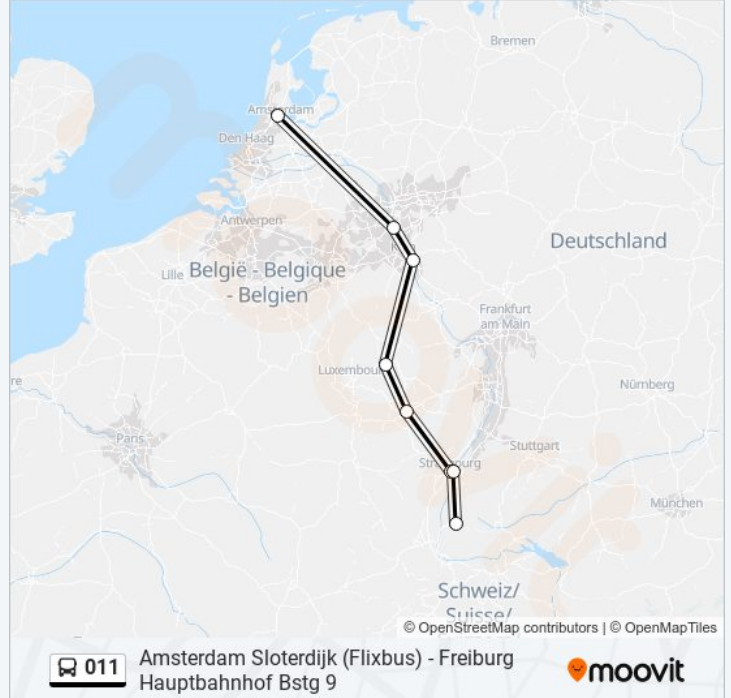 Bremen
Amsterdam
Den Haag
Antwerpen
Deutschland
Lille
België - Belgique
- Belgien
Frankfurt
am Main
Luxembourg
Nürnberg
Paris
Stuttgart
Strasbourg
München
Schweiz/
Suisse/
© OpenStreetMap contributors | © OpenMapTiles
011
Amsterdam Sloterdijk (Flixbus) - Freiburg
Hauptbahnhof Bstg 9
moovit